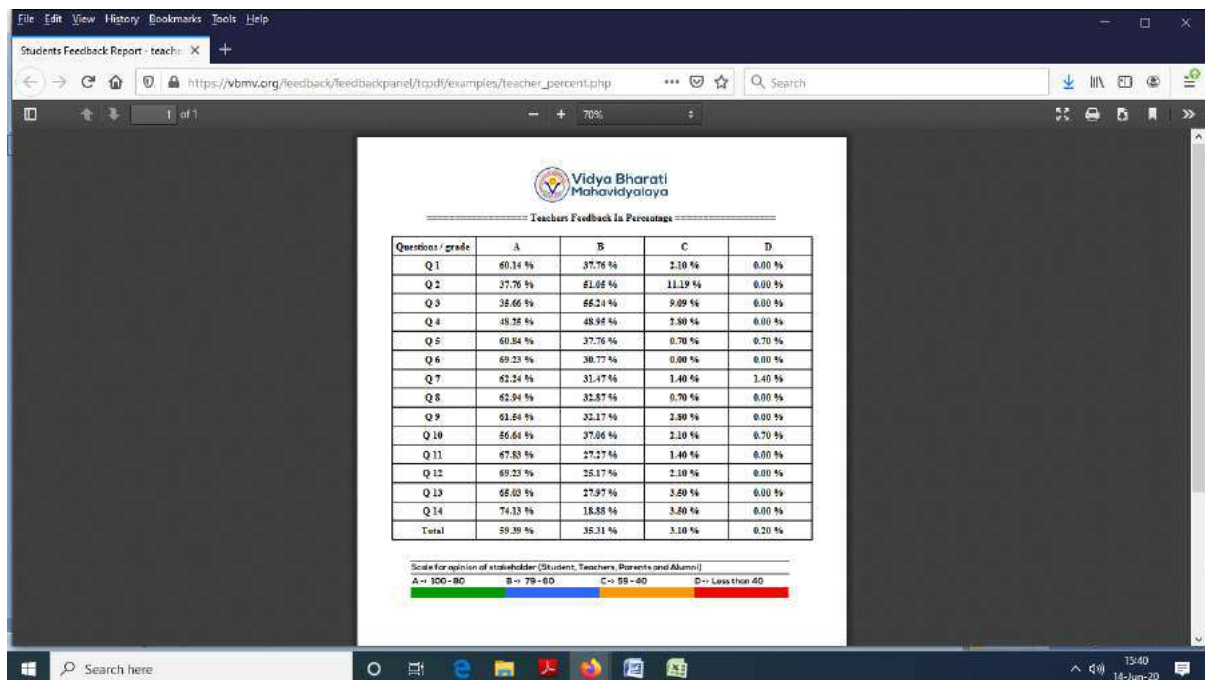 File Edit View History Bookmarks Tools Help
Students Feedback Report - teache
https://vbmv.org/feedback/feedbackpanel/tcpdf/examples/teacher_percent.php Search
1 of 1 70%
Vidya Bharati
Mahavidyalaya
=================== Teachers Feedback In Percentage ===================
Questions / grade A B C D
Q 1 60.14 % 37.76 % 2.10 % 0.00 %
Q 2 37.76 % 51.05 % 11.19 % 0.00 %
Q 3 35.66 % 55.24 % 9.09 % 0.00 %
Q 4 48.25 % 48.95 % 2.80 % 0.00 %
Q 5 60.84 % 37.76 % 0.70 % 0.70 %
Q 6 69.23 % 30.77 % 0.00 % 0.00 %
Q 7 62.24 % 31.47 % 1.40 % 1.40 %
Q 8 62.94 % 32.87 % 0.70 % 0.00 %
Q 9 61.54 % 32.17 % 2.80 % 0.00 %
Q 10 56.64 % 37.06 % 2.10 % 0.70 %
Q 11 67.83 % 27.27 % 1.40 % 0.00 %
Q 12 69.23 % 25.17 % 2.10 % 0.00 %
Q 13 65.03 % 27.97 % 3.50 % 0.00 %
Q 14 74.13 % 18.88 % 3.50 % 0.00 %
Total 59.39 % 35.31 % 3.10 % 0.20 %
Scale for opinion of stakeholder (Student, Teachers, Parents and Alumni)
A-> 100-80 B-> 79-60 C-> 59-40 D-> Less than 40
Search here
15:40
14-Jun-20